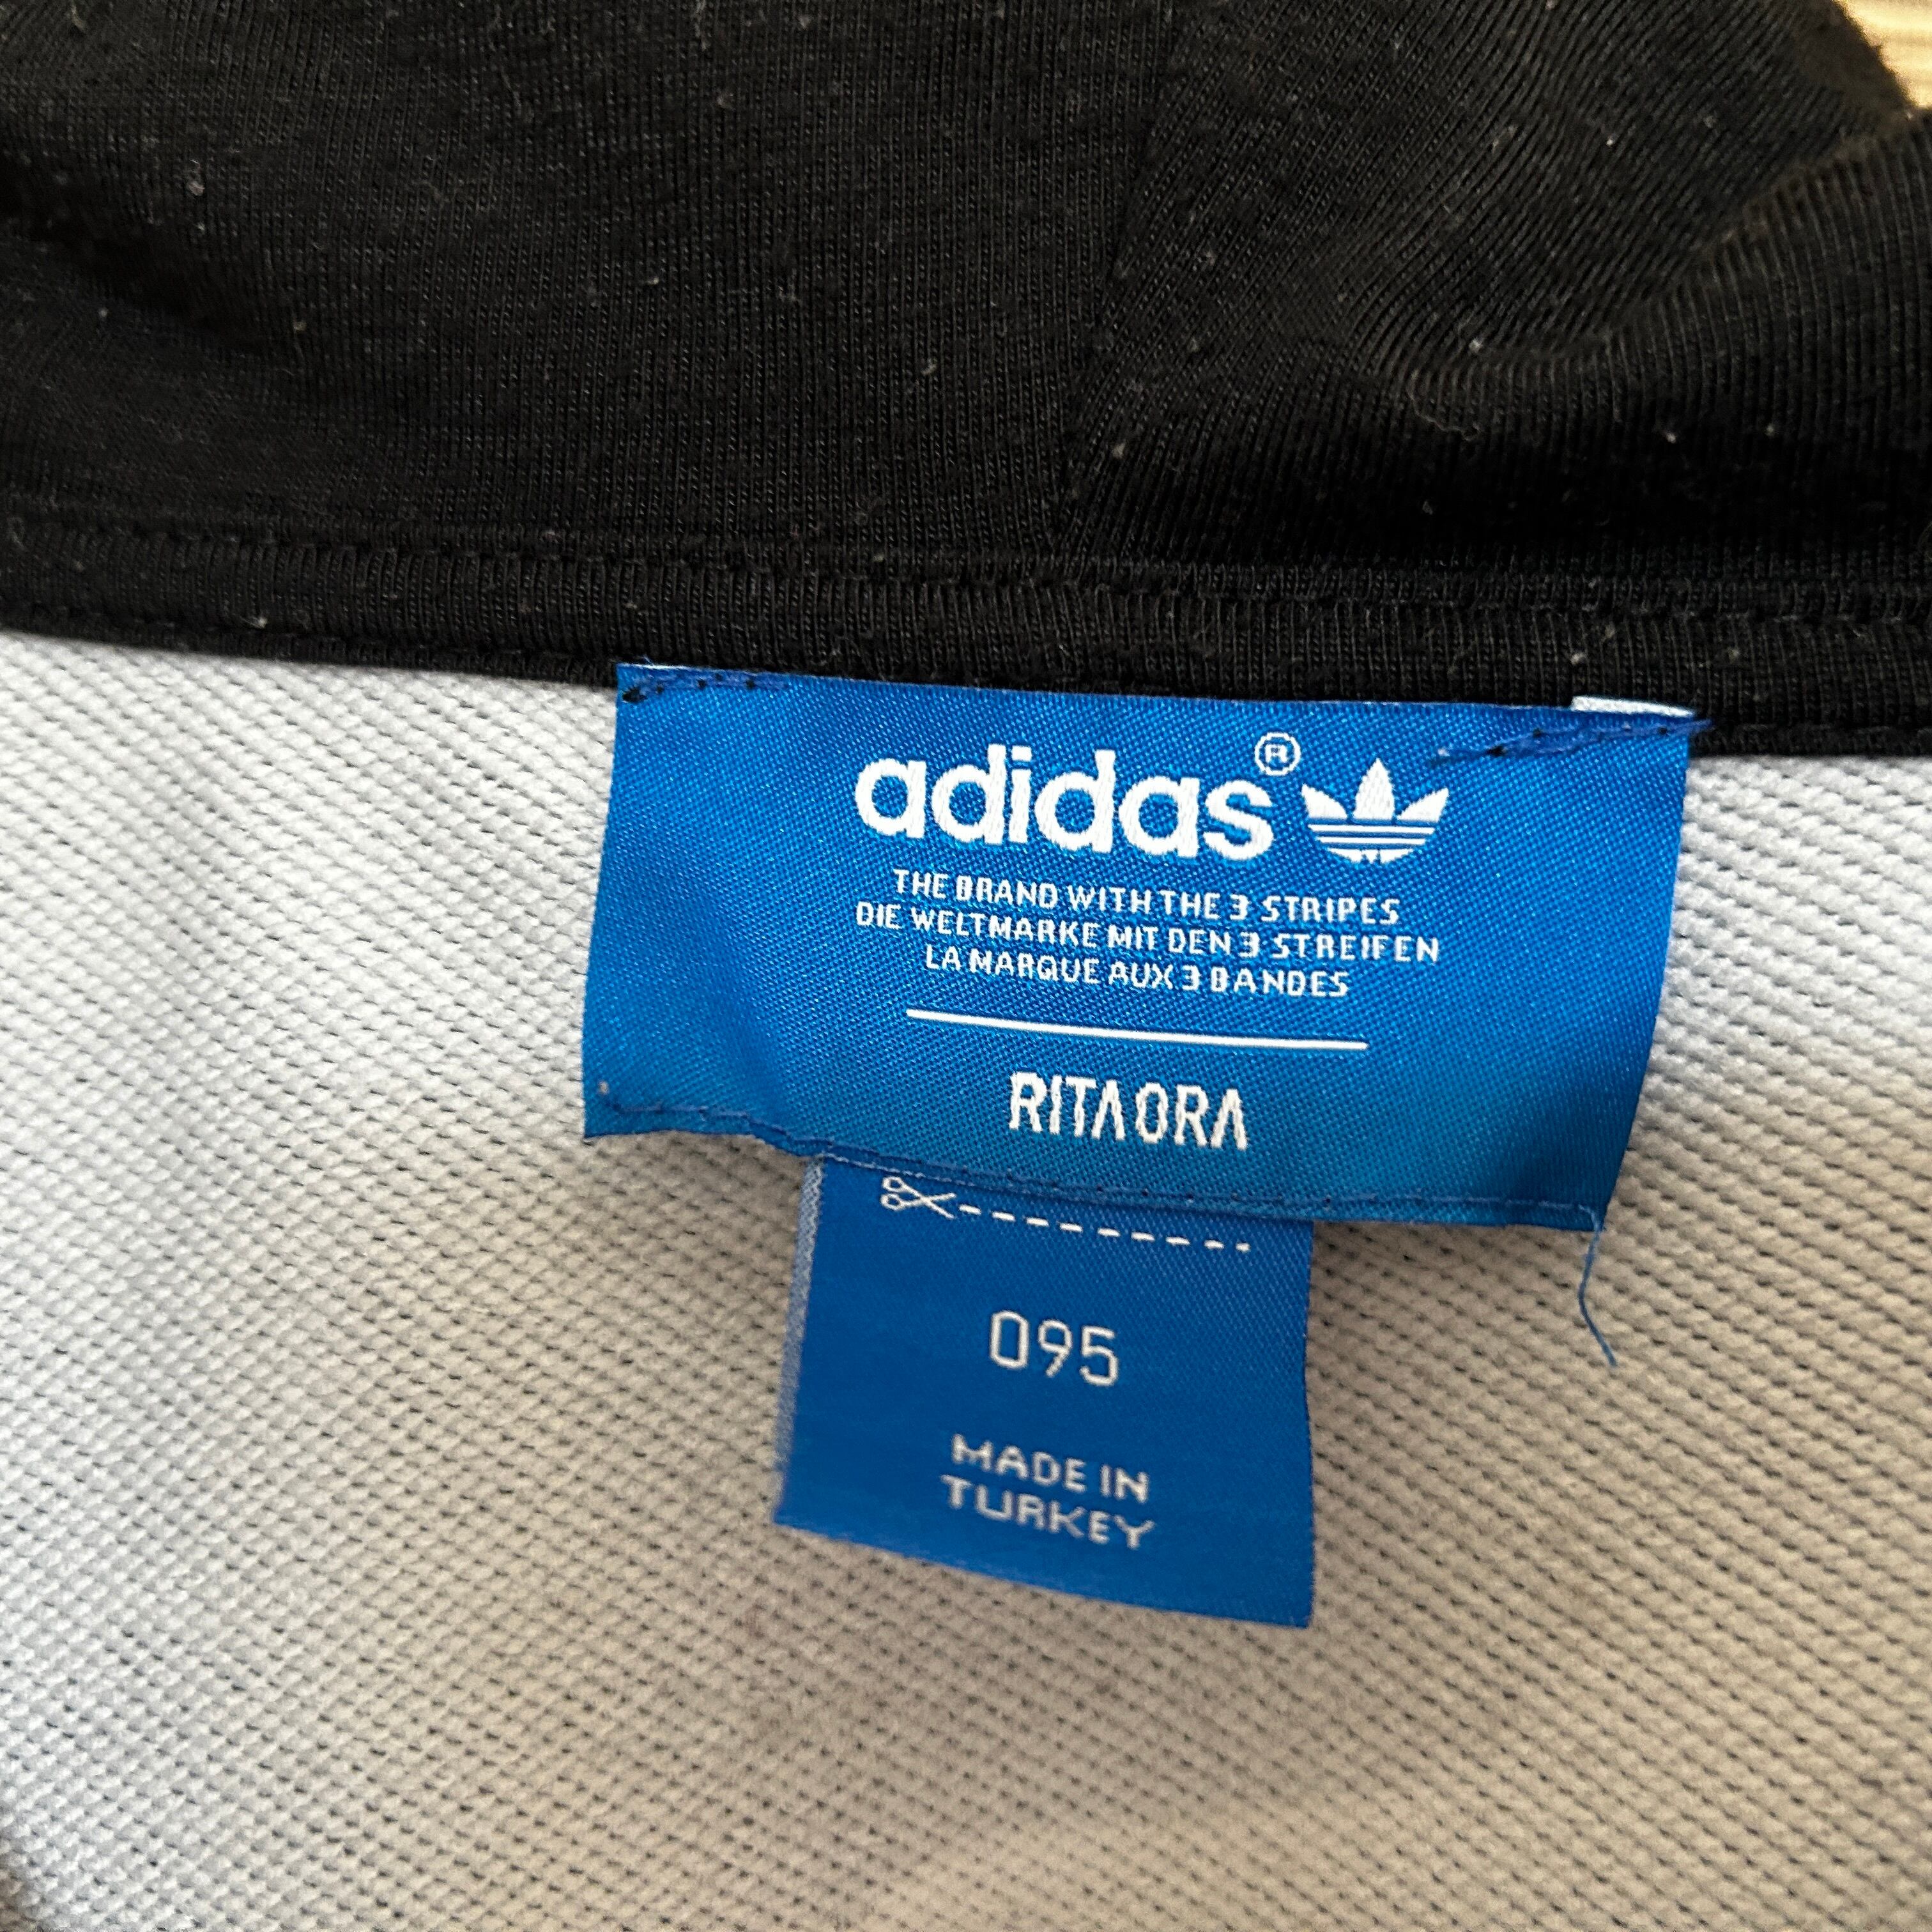 adidas®
THE BRAND WITH THE 3 STRIPES
DIE WELTMARKE MIT DEN 3 STREIFEN
LA MARQUE AUX 3 BANDES
RITA ORA
095
MADE IN
TURKEY